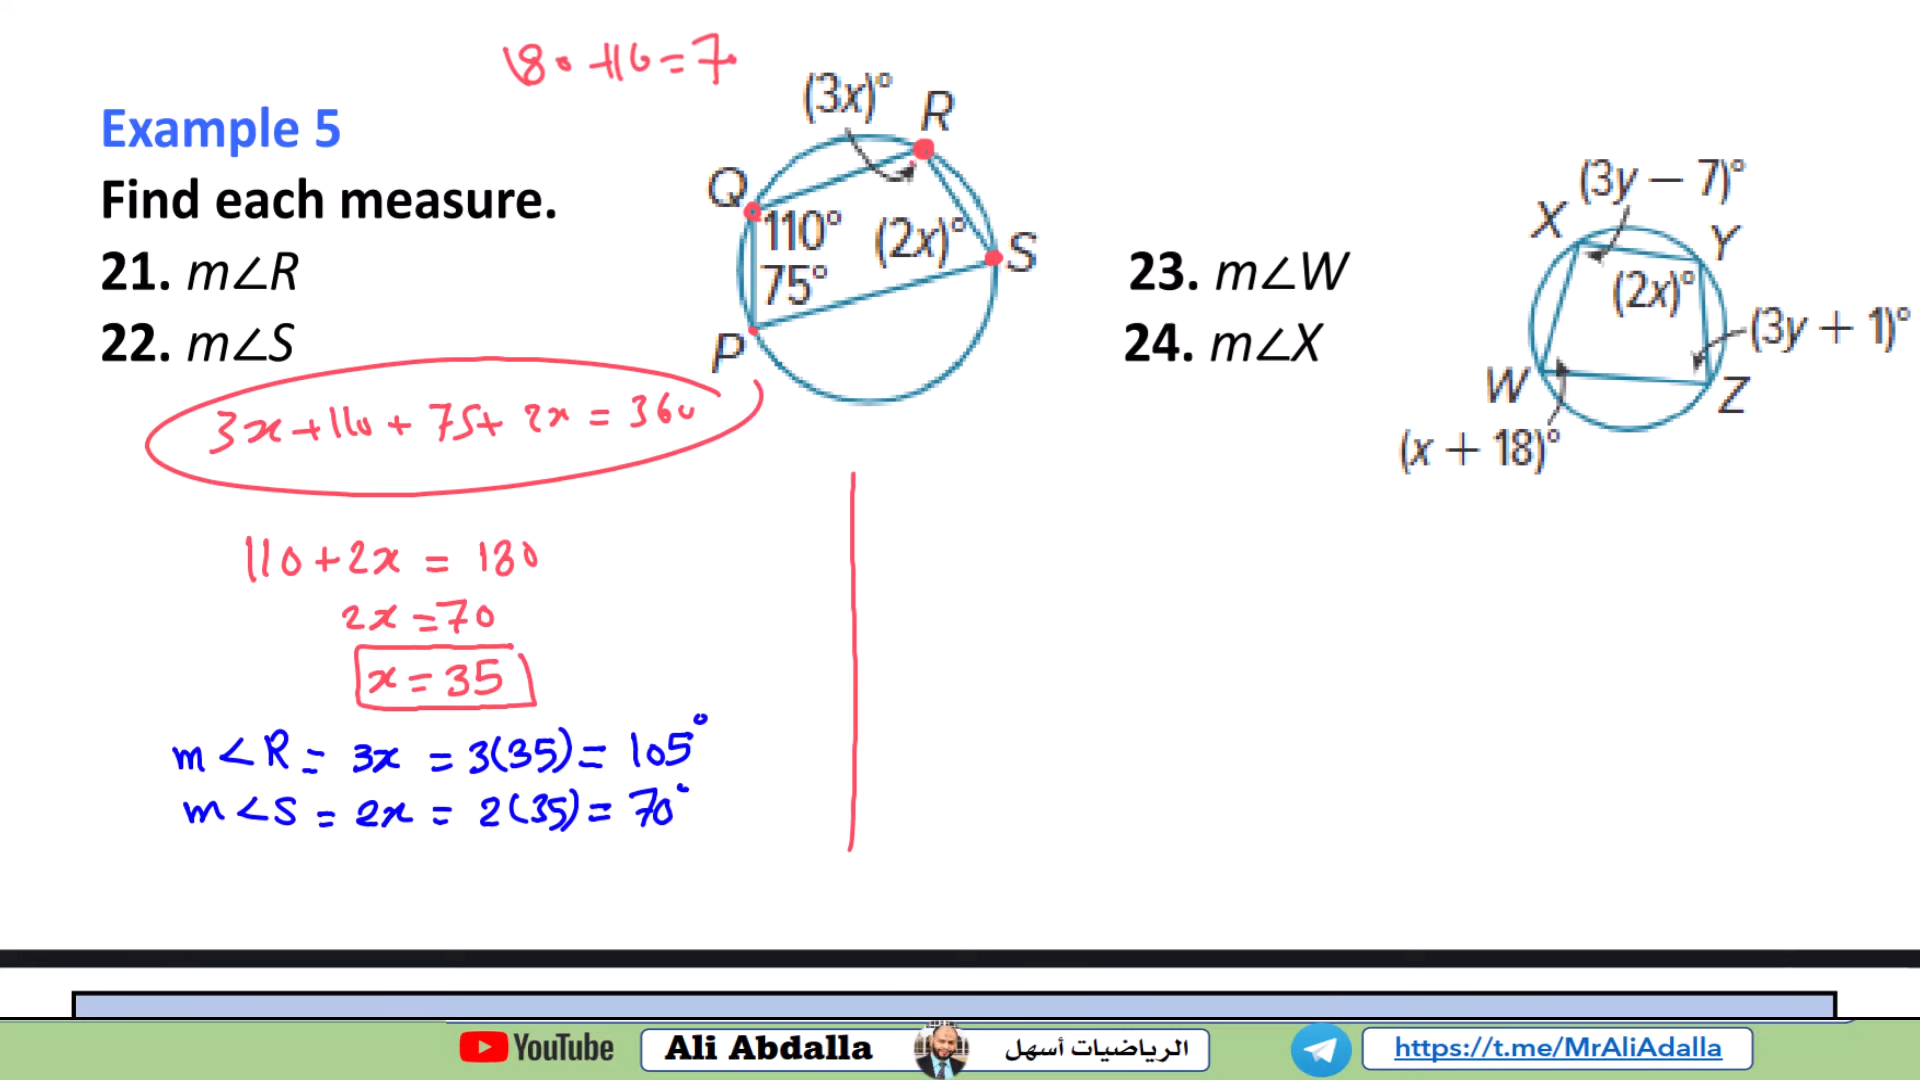 180 - 110 = 70
Example 5
Find each measure.
21. m∠R
22. m∠S
(3x)°
R
Q
110°
(2x)°
S
75°
P
23. m∠W
24. m∠X
(3y − 7)°
X
Y
(2x)°
(3y + 1)°
W
Z
(x + 18)°
3x + 110 + 75 + 2x = 360
110 + 2x = 180
2x = 70
x = 35
m∠R = 3x = 3(35) = 105°
m∠S = 2x = 2(35) = 70°
YouTube
Ali Abdalla
الرياضيات أسهل
https://t.me/MrAliAdalla